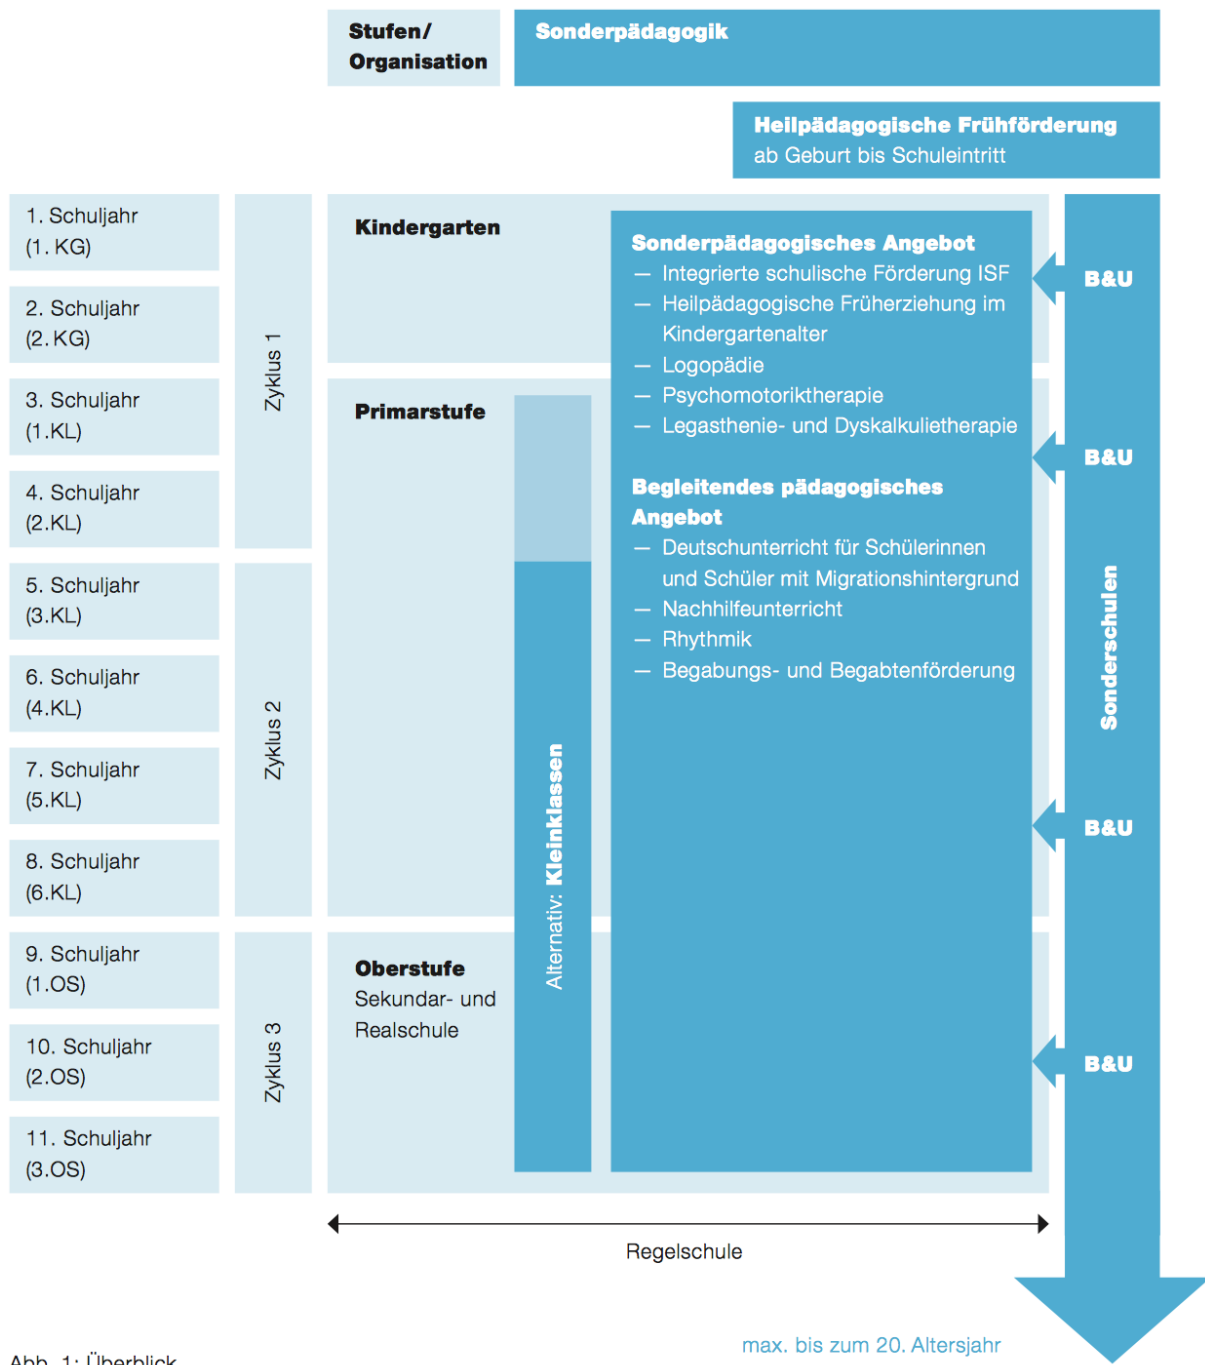 Stufen/
Organisation
Sonderpädagogik
Heilpädagogische Frühförderung
ab Geburt bis Schuleintritt
1. Schuljahr
(1. KG)
2. Schuljahr
(2. KG)
3. Schuljahr
(1.KL)
4. Schuljahr
(2.KL)
5. Schuljahr
(3.KL)
6. Schuljahr
(4.KL)
7. Schuljahr
(5.KL)
8. Schuljahr
(6.KL)
9. Schuljahr
(1.OS)
10. Schuljahr
(2.OS)
11. Schuljahr
(3.OS)
Zyklus 1
Zyklus 2
Zyklus 3
Kindergarten
Primarstufe
Oberstufe
Sekundar- und
Realschule
Alternativ: Kleinklassen
Sonderpädagogisches Angebot
— Integrierte schulische Förderung ISF
— Heilpädagogische Früherziehung im
Kindergartenalter
— Logopädie
— Psychomotoriktherapie
— Legasthenie- und Dyskalkulietherapie
Begleitendes pädagogisches
Angebot
— Deutschunterricht für Schülerinnen
und Schüler mit Migrationshintergrund
— Nachhilfeunterricht
— Rhythmik
— Begabungs- und Begabtenförderung
B&U
B&U
B&U
B&U
Sonderschulen
Regelschule
max. bis zum 20. Altersjahr
Abb. 1: Überblick